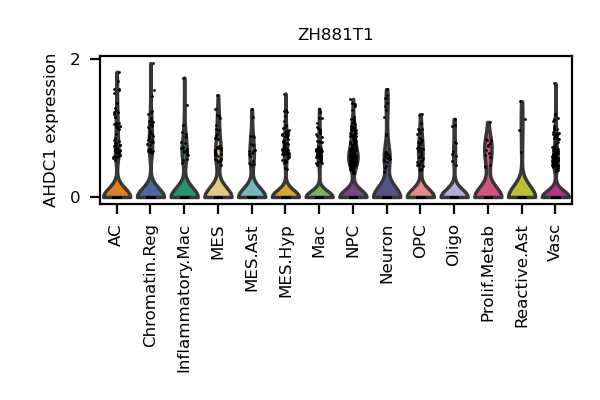 ZH881T1
AHDC1 expression
2
0
AC
Chromatin.Reg
Inflammatory.Mac
MES
MES.Ast
MES.Hyp
Mac
NPC
Neuron
OPC
Oligo
Prolif.Metab
Reactive.Ast
Vasc